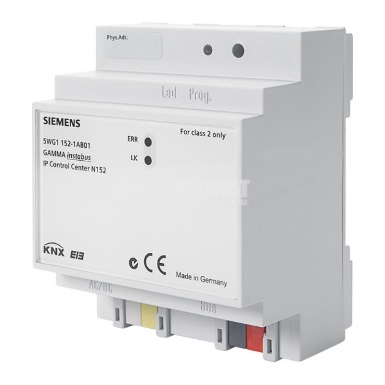 Phys.Adr.
Led Prog.
SIEMENS
5WG1 152-1AB01
GAMMA instabus
IP Control Center N152
ERR
LK
For class 2 only
KNX EIB
CE
Made in Germany
AC/DC
Bus